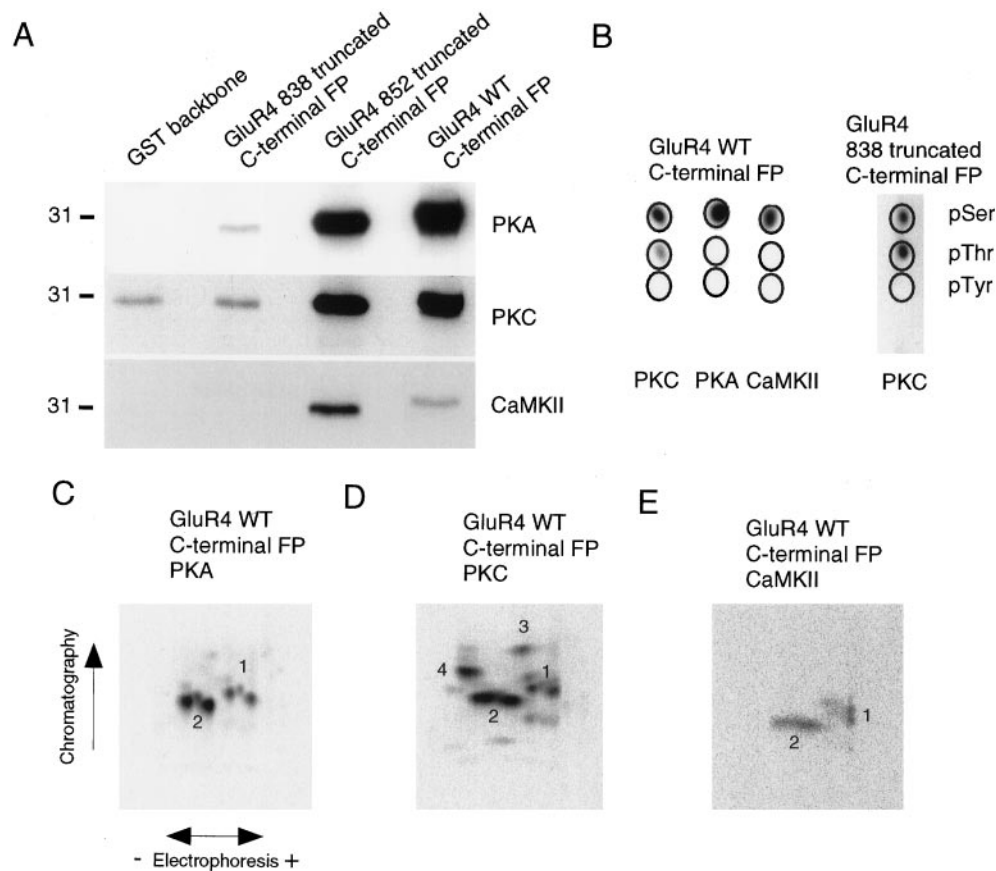 A
GST backbone
GluR4 838 truncated
C-terminal FP
GluR4 852 truncated
C-terminal FP
GluR4 WT
C-terminal FP
31
PKA
31
PKC
31
CaMKII
B
GluR4 WT
C-terminal FP
GluR4
838 truncated
C-terminal FP
pSer
pThr
pTyr
PKC PKA CaMKII
PKC
C
GluR4 WT
C-terminal FP
PKA
Chromatography
1
2
- Electrophoresis +
D
GluR4 WT
C-terminal FP
PKC
3
4
1
2
E
GluR4 WT
C-terminal FP
CaMKII
1
2